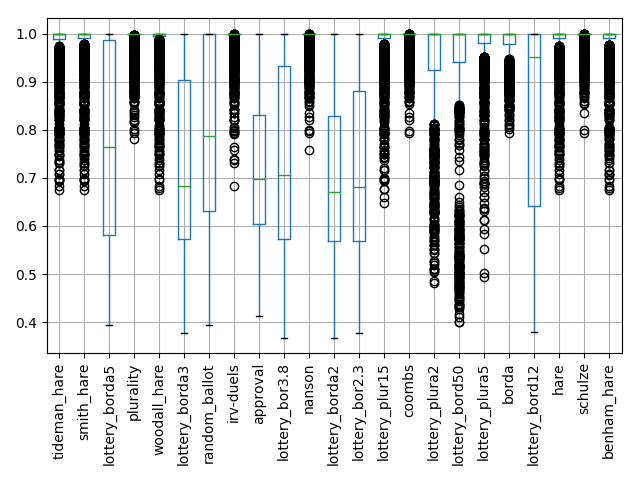 1.0
0.9
0.8
0.7
0.6
0.5
0.4
tideman_hare
smith_hare
lottery_borda5
plurality
woodall_hare
lottery_borda3
random_ballot
irv-duels
approval
lottery_bor3.8
nanson
lottery_borda2
lottery_bor2.3
lottery_plur15
coombs
lottery_plura2
lottery_bord50
lottery_plura5
borda
lottery_bord12
hare
schulze
benham_hare